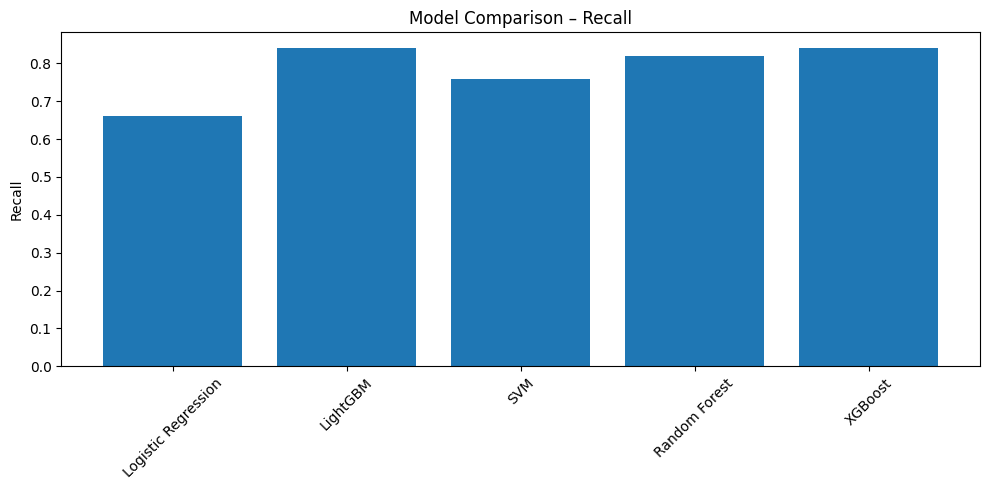 Model Comparison – Recall
Recall
0.8
0.7
0.6
0.5
0.4
0.3
0.2
0.1
0.0
Logistic Regression
LightGBM
SVM
Random Forest
XGBoost